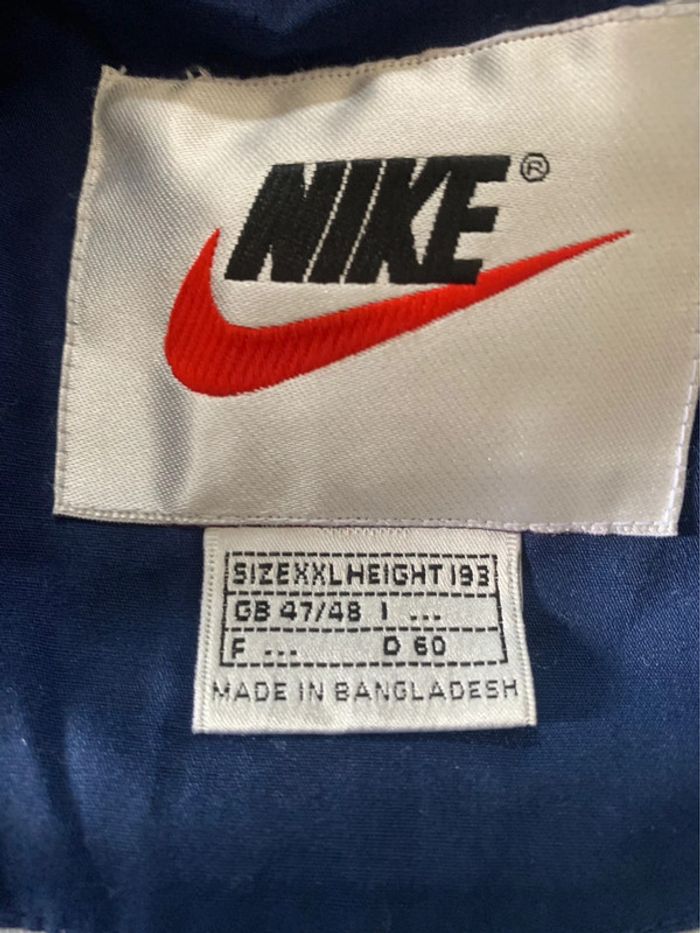 NIKE®
SIZE XXL HEIGHT 193
GB 47/48 I ...
F ... D 60
MADE IN BANGLADESH